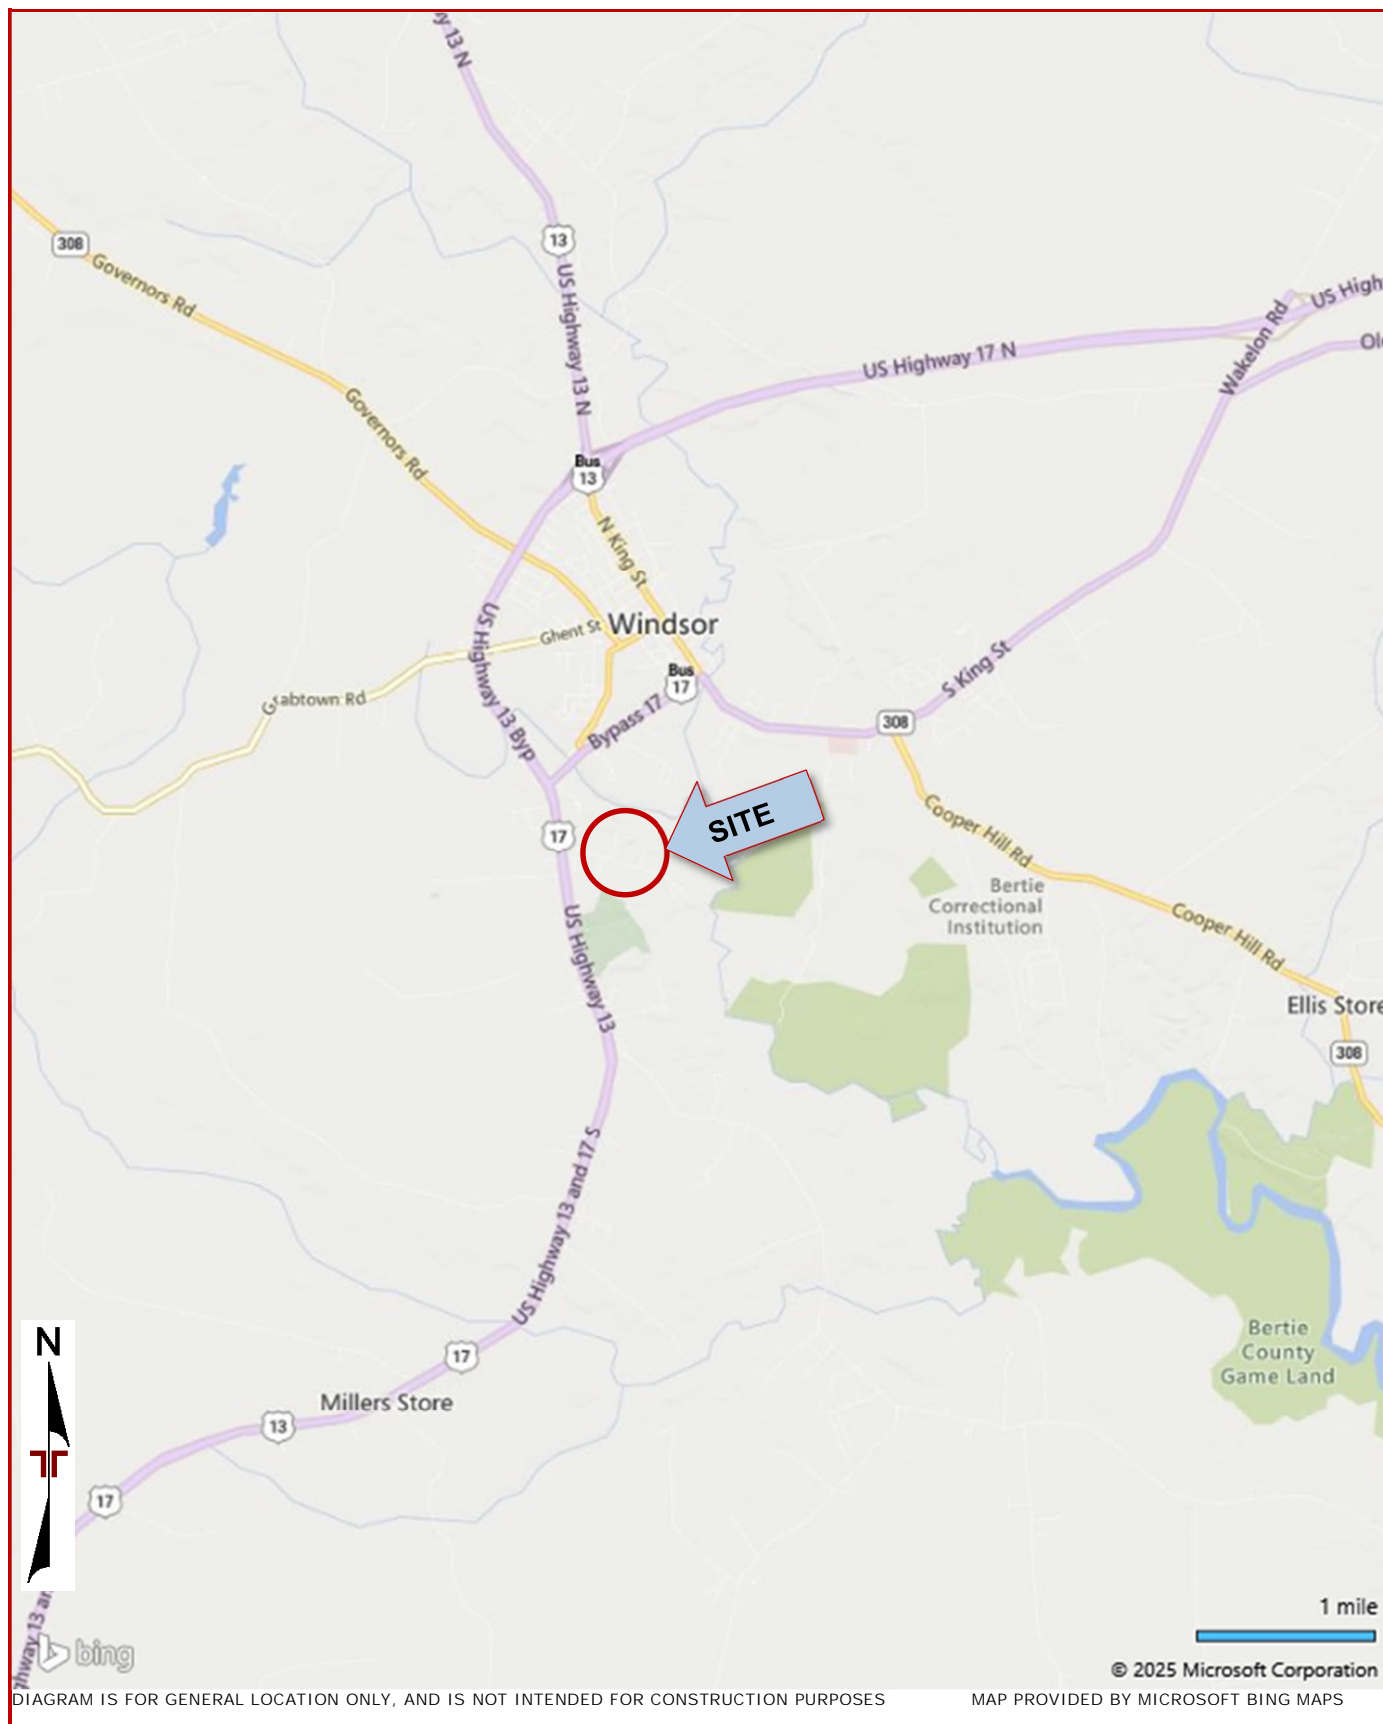 y 13 N
308
Governors Rd
13
US Highway 13 N
US High
Wakelon Rd
Ol
US Highway 17 N
Governors Rd
Bus
13
N King St
Windsor
Ghent St
US Highway 13 Byp
Bus
17
S King St
Grabtown Rd
Bypass 17
308
SITE
17
Cooper Hill Rd
Bertie
Correctional
Institution
Cooper Hill Rd
US Highway 13
Ellis Store
308
US Highway 13 and 17 S
N
Bertie
County
Game Land
17
Millers Store
13
17
hway 13 an
1 mile
bing
© 2025 Microsoft Corporation
DIAGRAM IS FOR GENERAL LOCATION ONLY, AND IS NOT INTENDED FOR CONSTRUCTION PURPOSES
MAP PROVIDED BY MICROSOFT BING MAPS